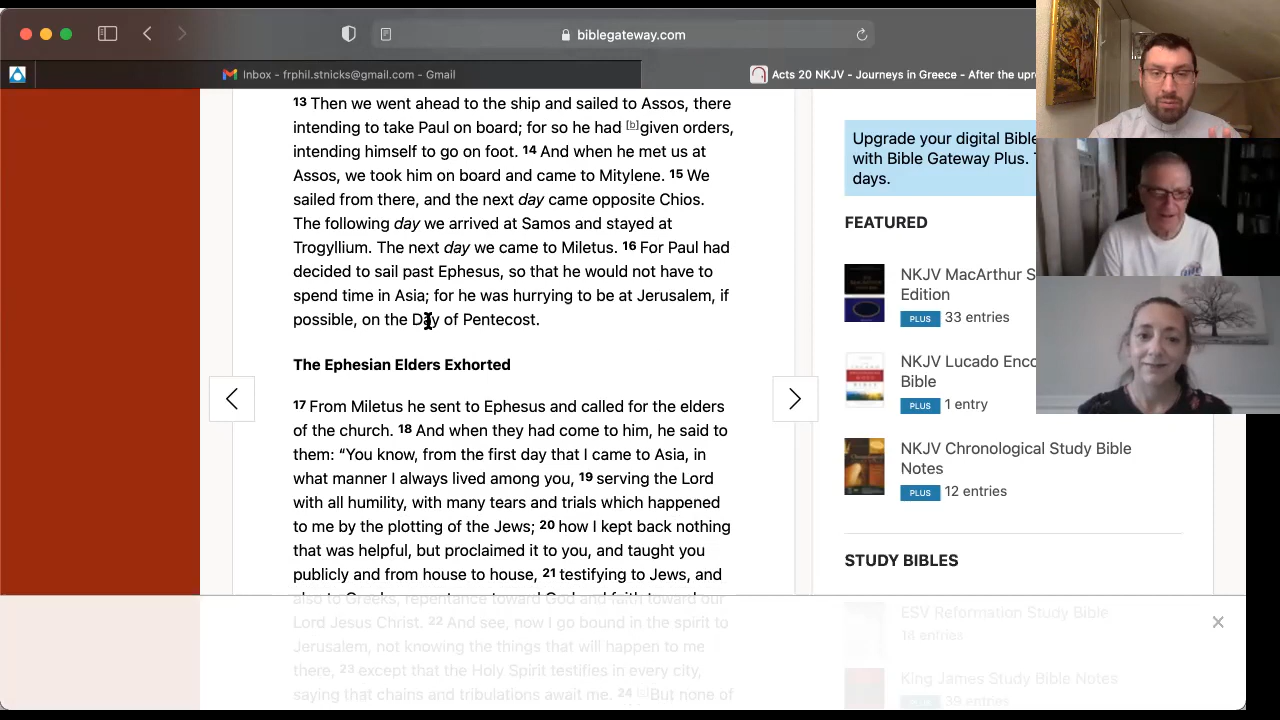 biblegateway.com
Inbox - frphil.stnicks@gmail.com - Gmail
Acts 20 NKJV - Journeys in Greece - After the upr
13 Then we went ahead to the ship and sailed to Assos, there
intending to take Paul on board; for so he had [b]given orders,
intending himself to go on foot. 14 And when he met us at
Assos, we took him on board and came to Mitylene. 15 We
sailed from there, and the next day came opposite Chios.
The following day we arrived at Samos and stayed at
Trogyllium. The next day we came to Miletus. 16 For Paul had
decided to sail past Ephesus, so that he would not have to
spend time in Asia; for he was hurrying to be at Jerusalem, if
possible, on the Day of Pentecost.
The Ephesian Elders Exhorted
17 From Miletus he sent to Ephesus and called for the elders
of the church. 18 And when they had come to him, he said to
them: “You know, from the first day that I came to Asia, in
what manner I always lived among you, 19 serving the Lord
with all humility, with many tears and trials which happened
to me by the plotting of the Jews; 20 how I kept back nothing
that was helpful, but proclaimed it to you, and taught you
publicly and from house to house, 21 testifying to Jews, and
also to Greeks, repentance toward God and faith toward our
Lord Jesus Christ. 22 And see, now I go bound in the spirit to
Jerusalem, not knowing the things that will happen to me
there, 23 except that the Holy Spirit testifies in every city,
saying that chains and tribulations await me. 24 [c]But none of
Upgrade your digital Bible
with Bible Gateway Plus.
days.
FEATURED
NKJV MacArthur S
Edition
PLUS 33 entries
NKJV Lucado Enco
Bible
PLUS 1 entry
NKJV Chronological Study Bible
Notes
PLUS 12 entries
STUDY BIBLES
ESV Reformation Study Bible
14 entries
King James Study Bible Notes
PLUS 39 entries